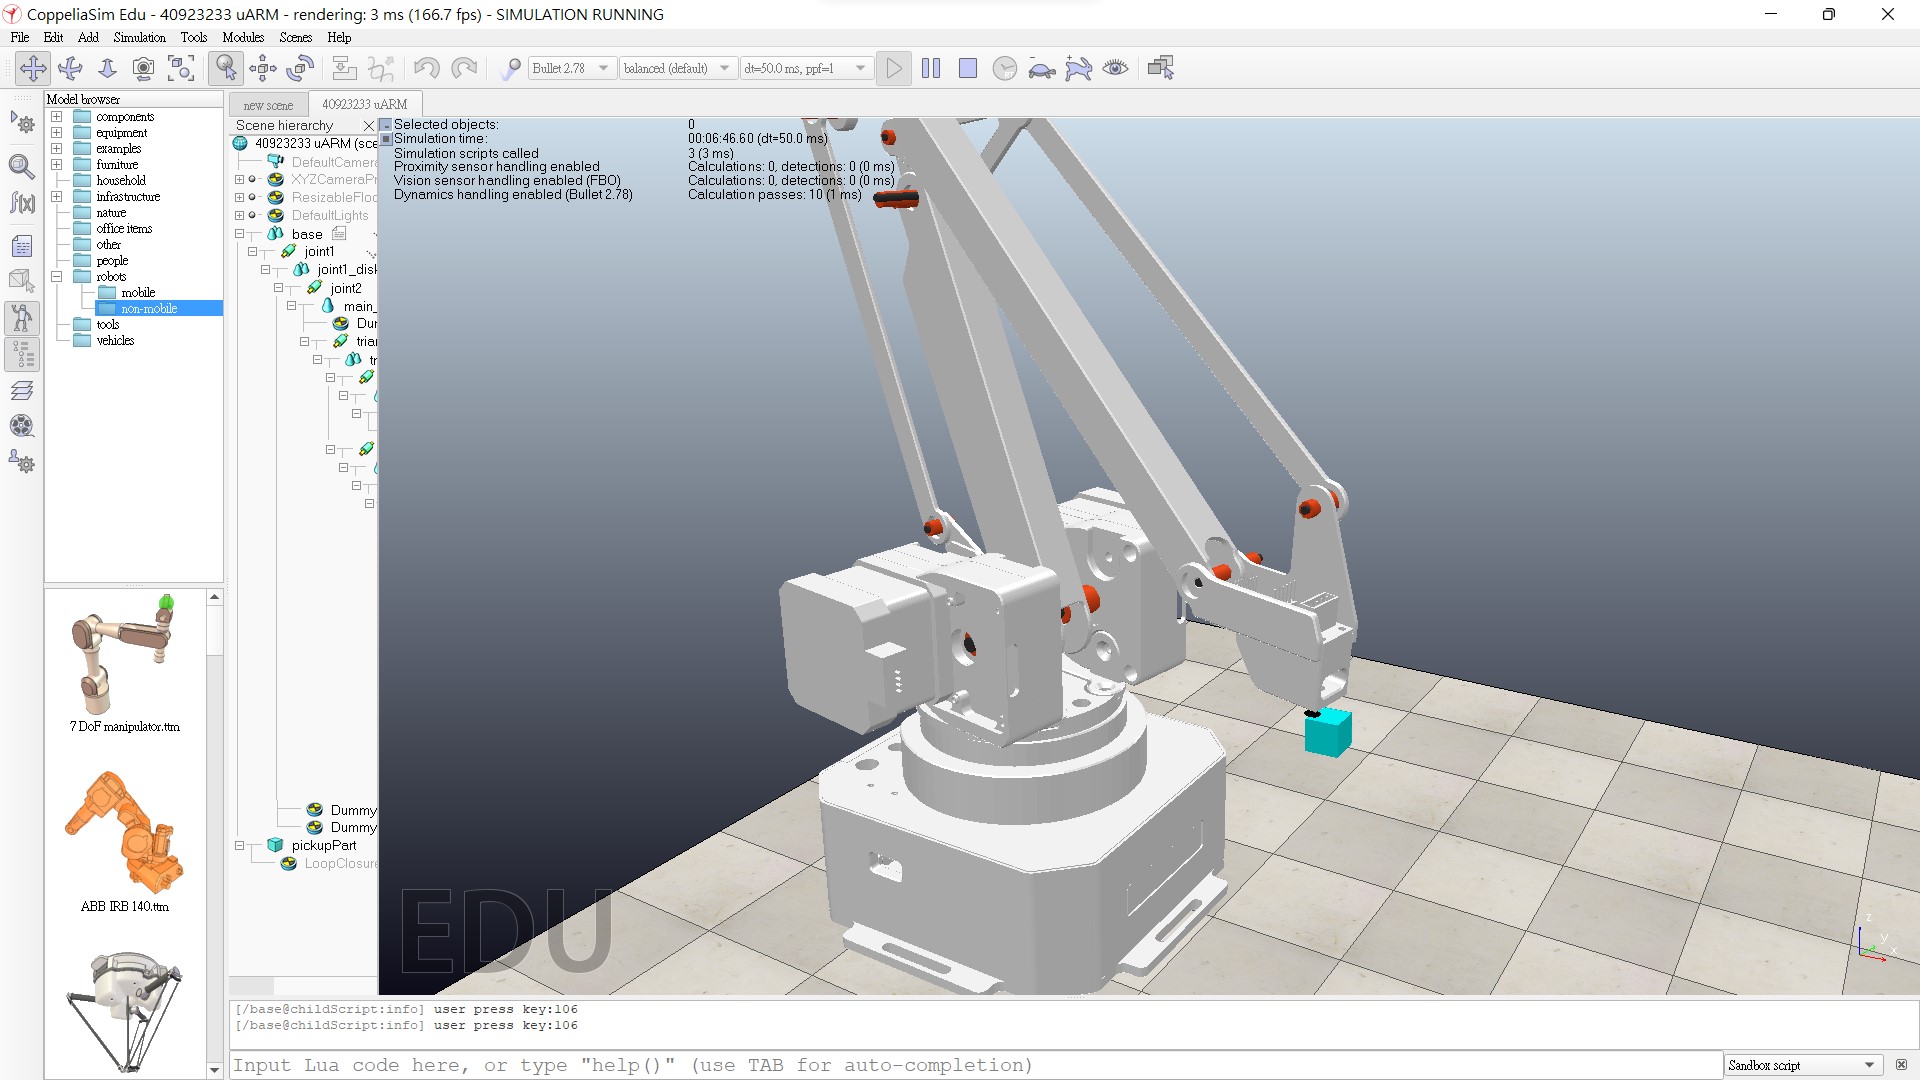 CoppeliaSim Edu - 40923233 uARM - rendering: 3 ms (166.7 fps) - SIMULATION RUNNING
File Edit Add Simulation Tools Modules Scenes Help
Bullet 2.78 balanced (default) dt=50.0 ms, ppf=1
Model browser
components
equipment
examples
furniture
household
infrastructure
nature
office items
other
people
robots
mobile
non-mobile
tools
vehicles
7 DoF manipulator.ttm
ABB IRB 140.ttm
new scene 40923233 uARM
Scene hierarchy
40923233 uARM (sce
DefaultCamera
XYZCameraPr
ResizableFloo
DefaultLights
base
joint1
joint1_disk
joint2
main_
Dum
trian
tr
Dummy
Dummy
pickupPart
LoopClosure
Selected objects: 0
Simulation time: 00:06:46.60 (dt=50.0 ms)
Simulation scripts called 3 (3 ms)
Proximity sensor handling enabled Calculations: 0, detections: 0 (0 ms)
Vision sensor handling enabled (FBO) Calculations: 0, detections: 0 (0 ms)
Dynamics handling enabled (Bullet 2.78) Calculation passes: 10 (1 ms)
EDU
z
y
x
[/base@childScript:info] user press key:106
[/base@childScript:info] user press key:106
Input Lua code here, or type "help()" (use TAB for auto-completion)
Sandbox script